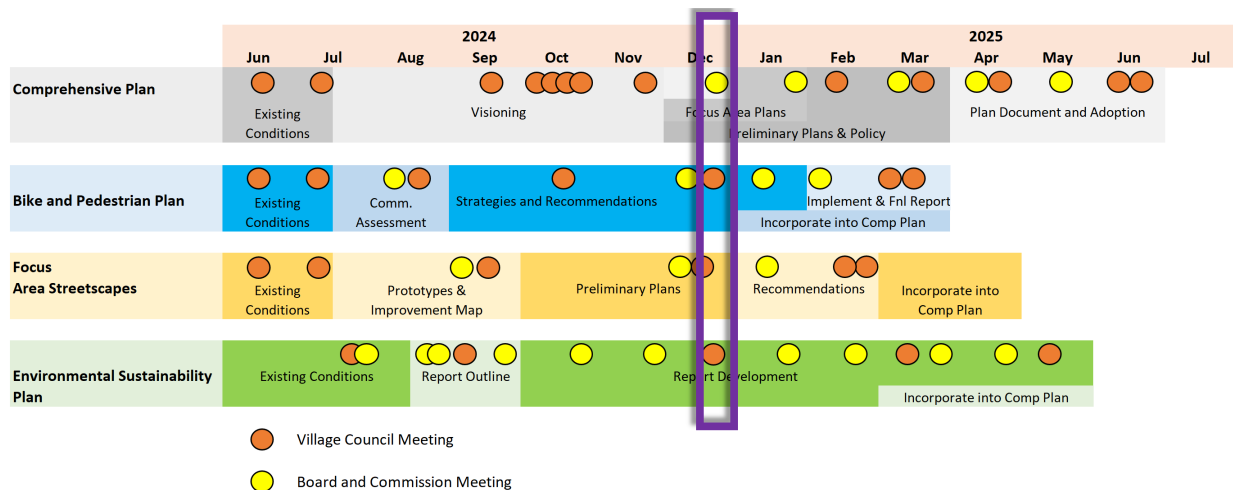 2024 2025
Jun Jul Aug Sep Oct Nov Dec Jan Feb Mar Apr May Jun Jul
Comprehensive Plan
Existing
Conditions
Visioning
Focus Area Plans
Preliminary Plans & Policy
Plan Document and Adoption
Bike and Pedestrian Plan
Existing
Conditions
Comm.
Assessment
Strategies and Recommendations
Implement & Fnl Report
Incorporate into Comp Plan
Focus
Area Streetscapes
Existing
Conditions
Prototypes &
Improvement Map
Preliminary Plans
Recommendations
Incorporate into
Comp Plan
Environmental Sustainability
Plan
Existing Conditions
Report Outline
Report Development
Incorporate into Comp Plan
Village Council Meeting
Board and Commission Meeting